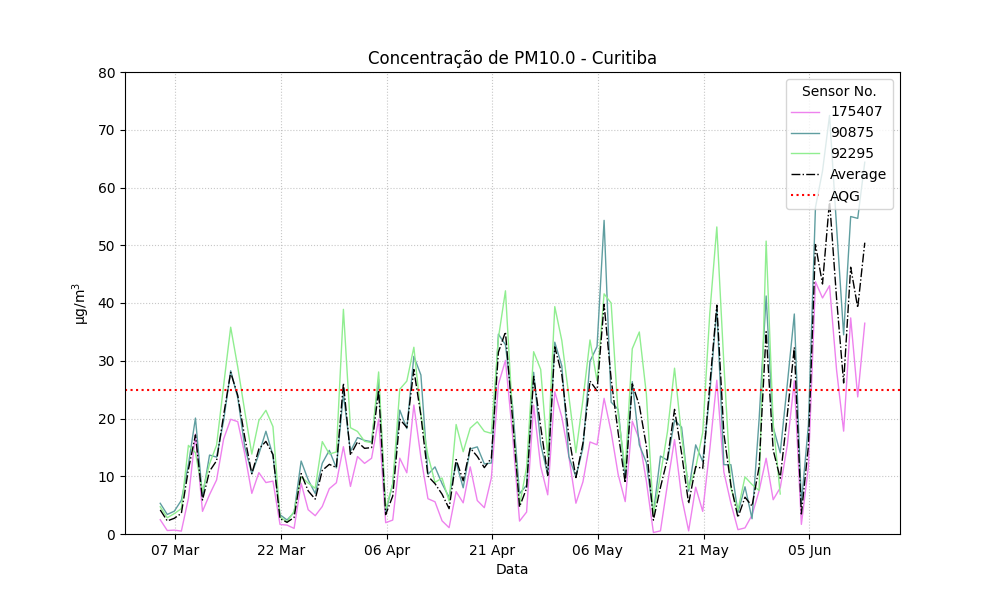 Concentração de PM10.0 - Curitiba
80
70
60
50
40
30
20
10
0
µg/m³
Sensor No.
175407
90875
92295
Average
AQG
07 Mar
22 Mar
06 Apr
21 Apr
06 May
21 May
05 Jun
Data